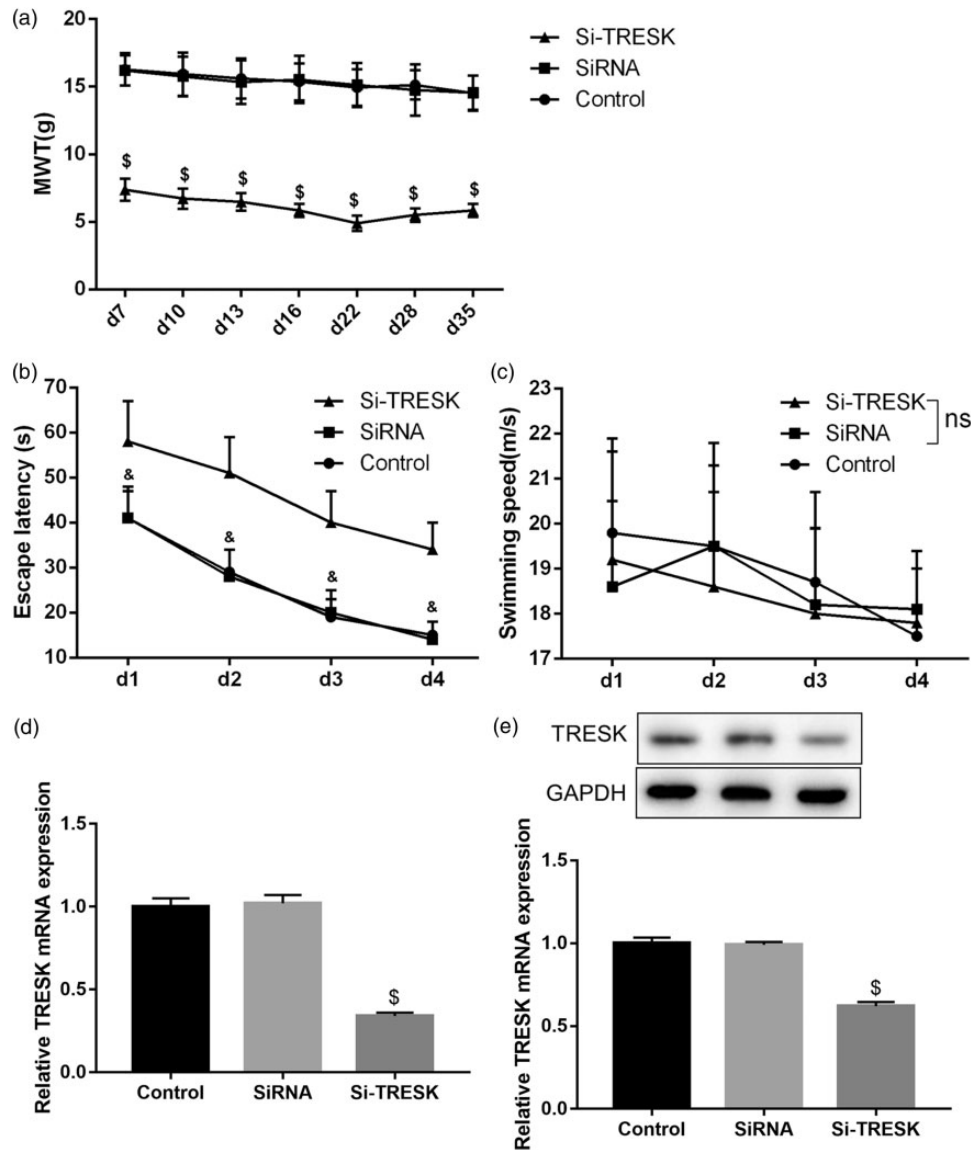 (a)
20
15
10
5
0
MWT(g)
$ $ $ $ $ $ $
d7 d10 d13 d16 d22 d28 d35
Si-TRESK
SiRNA
Control
(b)
70
60
50
40
30
20
10
Escape latency (s)
Si-TRESK
SiRNA
Control
& & & &
d1 d2 d3 d4
(c)
23
22
21
20
19
18
17
Swimming speed(m/s)
Si-TRESK
SiRNA
Control
ns
d1 d2 d3 d4
(d)
1.5
1.0
0.5
0.0
Relative TRESK mRNA expression
$
Control SiRNA Si-TRESK
(e)
TRESK
GAPDH
1.5
1.0
0.5
0.0
Relative TRESK mRNA expression
$
Control SiRNA Si-TRESK